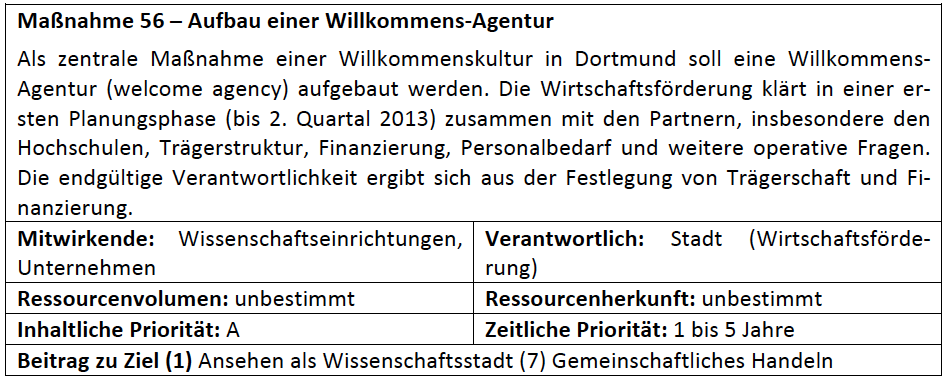 Maßnahme 56 – Aufbau einer Willkommens-Agentur
Als zentrale Maßnahme einer Willkommenskultur in Dortmund soll eine Willkommens-
Agentur (welcome agency) aufgebaut werden. Die Wirtschaftsförderung klärt in einer er-
sten Planungsphase (bis 2. Quartal 2013) zusammen mit den Partnern, insbesondere den
Hochschulen, Trägerstruktur, Finanzierung, Personalbedarf und weitere operative Fragen.
Die endgültige Verantwortlichkeit ergibt sich aus der Festlegung von Trägerschaft und Fi-
nanzierung.
Mitwirkende: Wissenschaftseinrichtungen,
Unternehmen
Verantwortlich: Stadt (Wirtschaftsförde-
rung)
Ressourcenvolumen: unbestimmt
Ressourcenherkunft: unbestimmt
Inhaltliche Priorität: A
Zeitliche Priorität: 1 bis 5 Jahre
Beitrag zu Ziel (1) Ansehen als Wissenschaftsstadt (7) Gemeinschaftliches Handeln